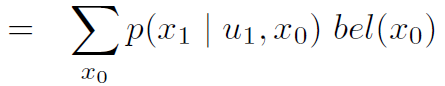 = ∑ p(x₁ | u₁, x₀) bel(x₀)
x₀